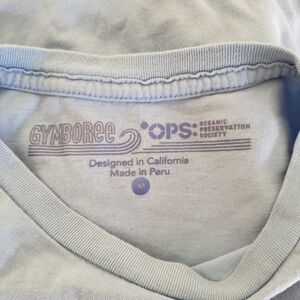 GYMBOREE °OPS: OCEANIC PRESERVATION SOCIETY
Designed in California
Made in Peru
M